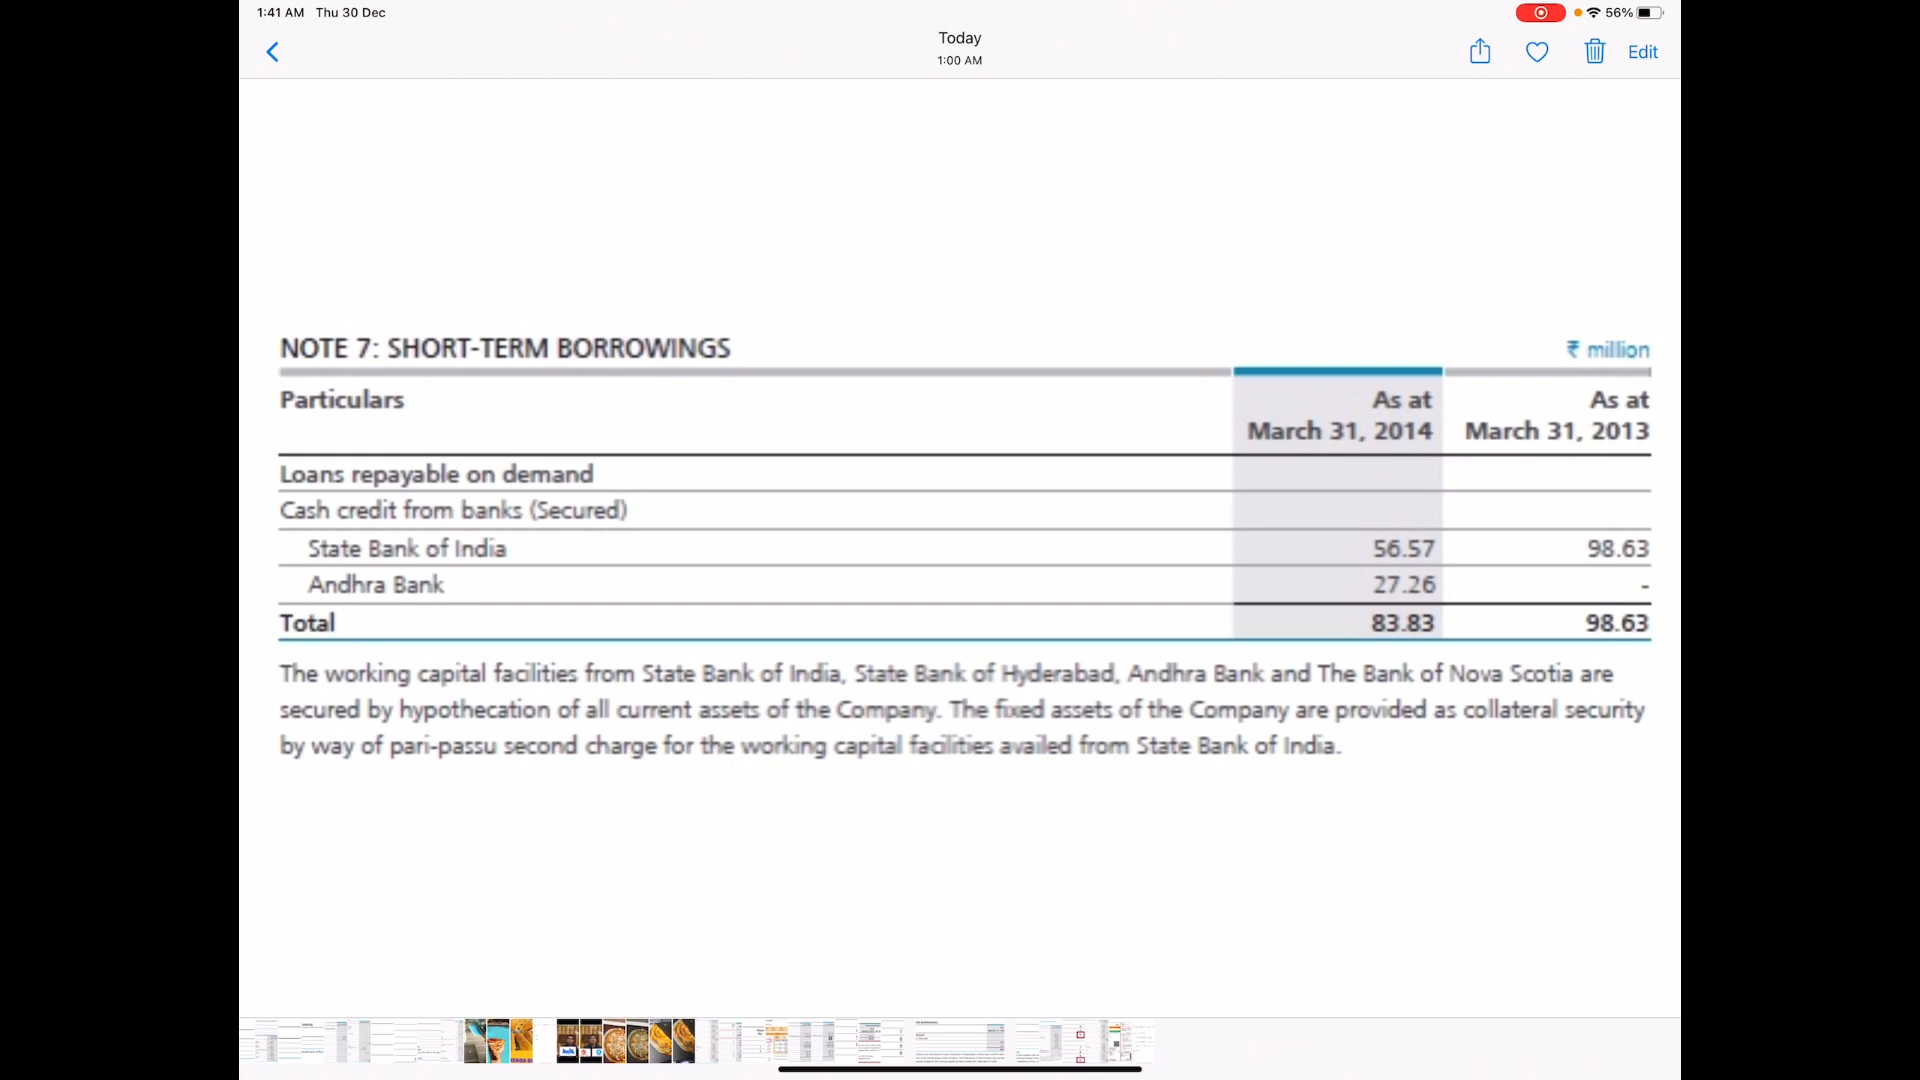 1:41 AM Thu 30 Dec
56%
Today
1:00 AM
Edit
NOTE 7: SHORT-TERM BORROWINGS
₹ million
Particulars
As at March 31, 2014
As at March 31, 2013
Loans repayable on demand
Cash credit from banks (Secured)
State Bank of India 56.57 98.63
Andhra Bank 27.26 -
Total 83.83 98.63
The working capital facilities from State Bank of India, State Bank of Hyderabad, Andhra Bank and The Bank of Nova Scotia are
secured by hypothecation of all current assets of the Company. The fixed assets of the Company are provided as collateral security
by way of pari-passu second charge for the working capital facilities availed from State Bank of India.